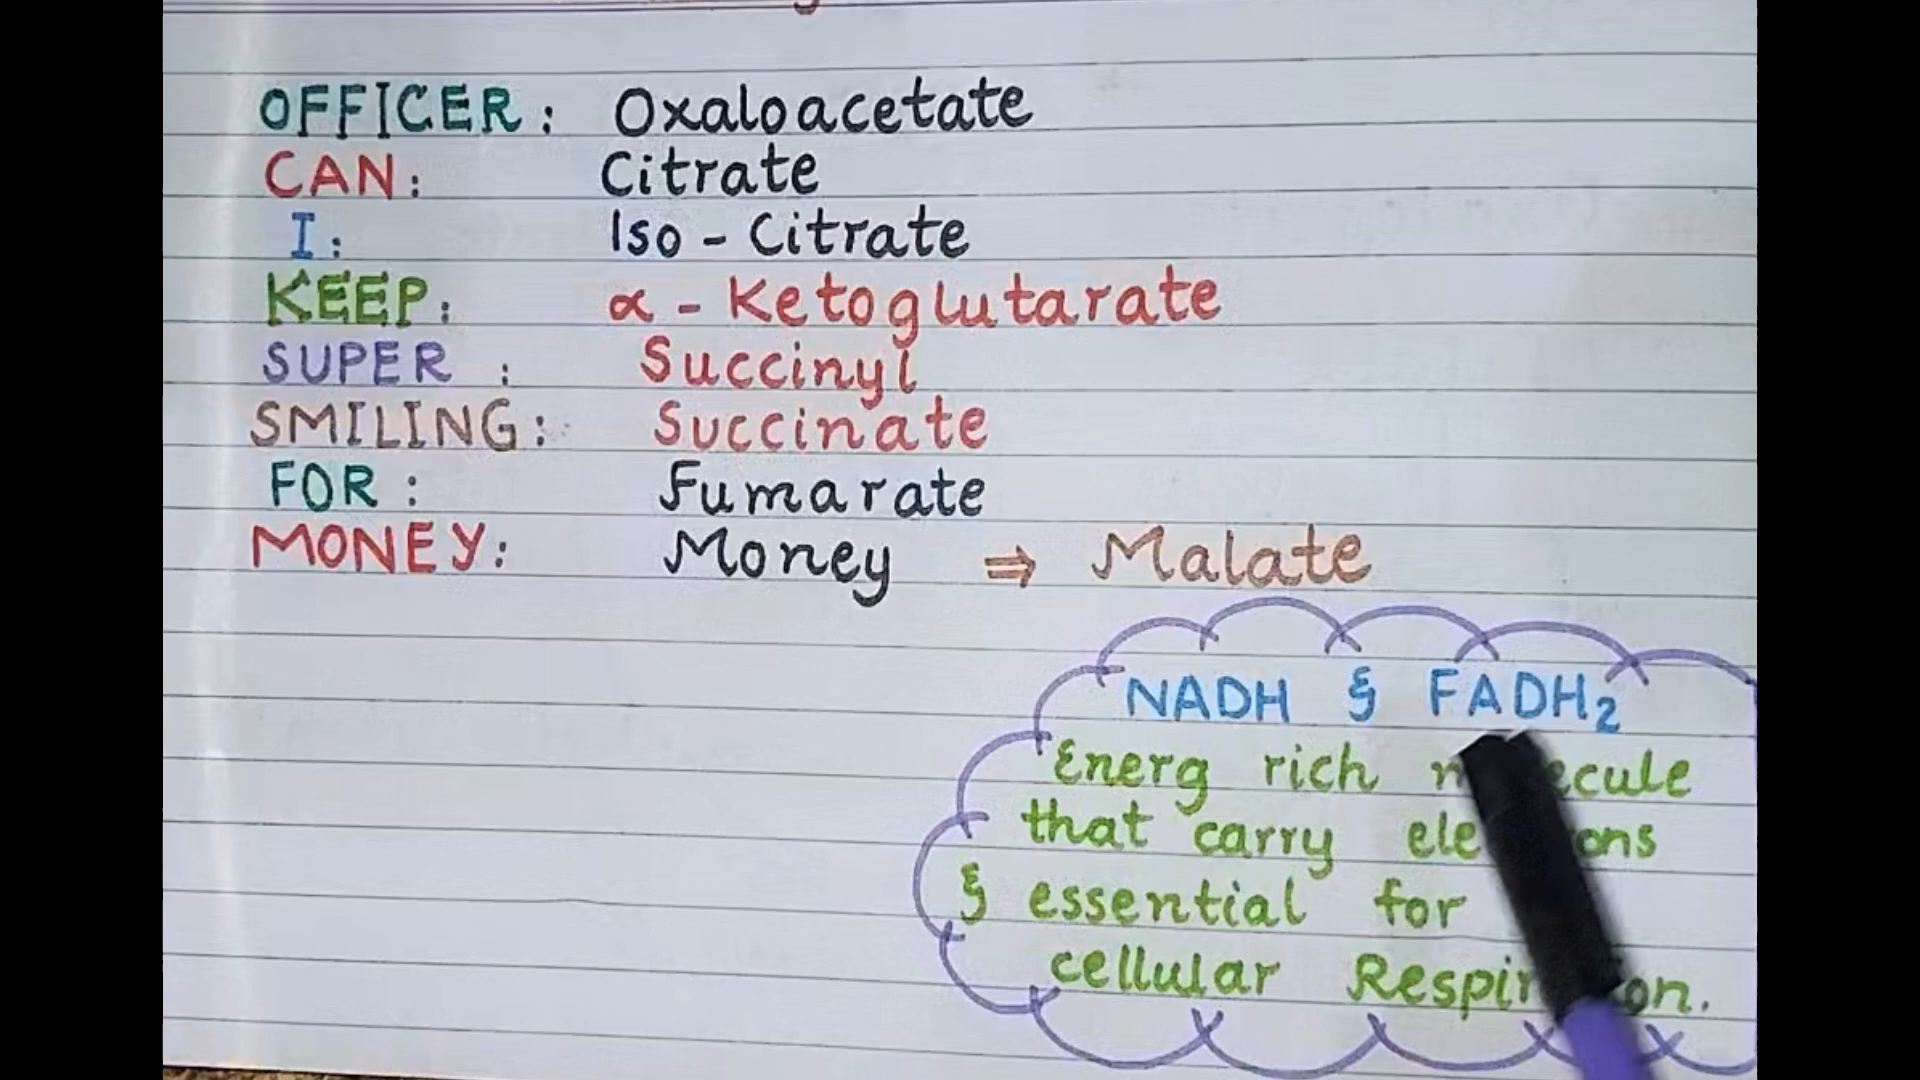 OFFICER: Oxaloacetate
CAN: Citrate
I: Iso - Citrate
KEEP: α - Ketoglutarate
SUPER : Succinyl
SMILING: Succinate
FOR : Fumarate
MONEY: Money ⇒ Malate
NADH & FADH₂
Energ rich
that carry
& essential for
cellular